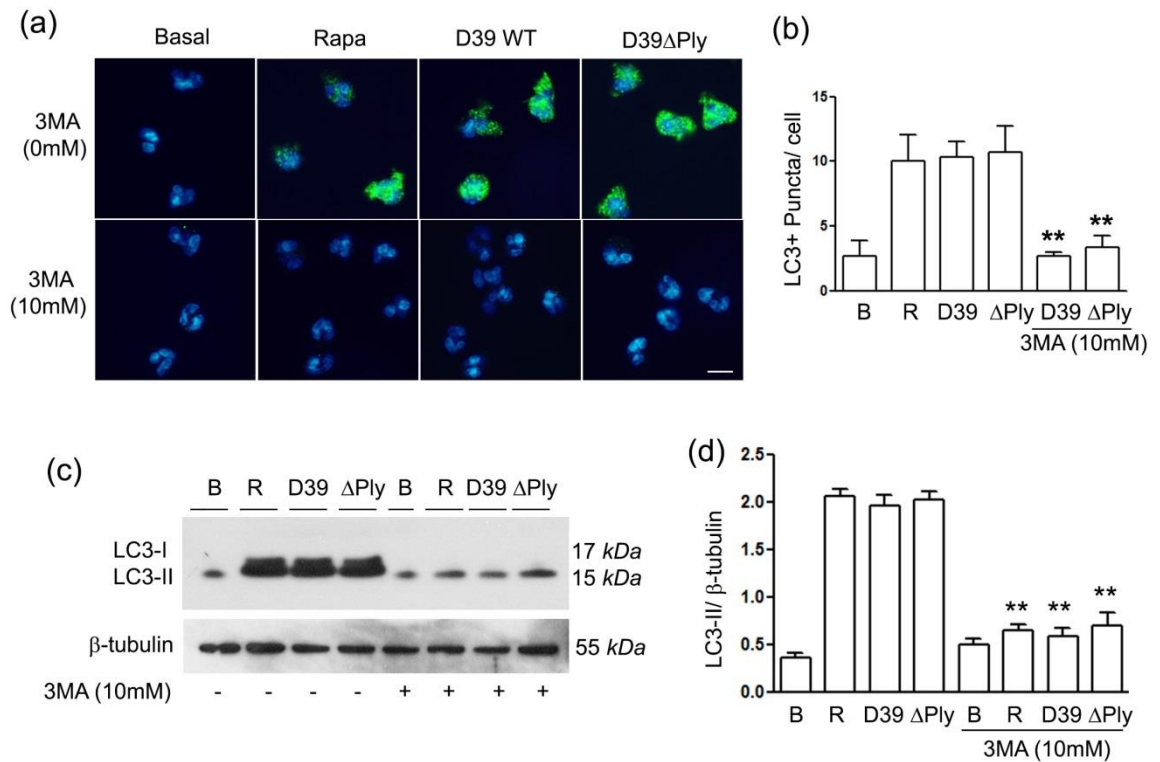 (a)
Basal Rapa D39 WT D39ΔPly
3MA
(0mM)
3MA
(10mM)
(b)
LC3+ Puncta/ cell
15
10
5
0
B R D39 ΔPly D39 ΔPly
** **
3MA (10mM)
(c)
B R D39 ΔPly B R D39 ΔPly
LC3-I 17 kDa
LC3-II 15 kDa
β-tubulin 55 kDa
3MA (10mM) - - - - + + + +
(d)
LC3-II/ β-tubulin
2.5
2.0
1.5
1.0
0.5
0.0
** ** **
B R D39 ΔPly B R D39 ΔPly
3MA (10mM)